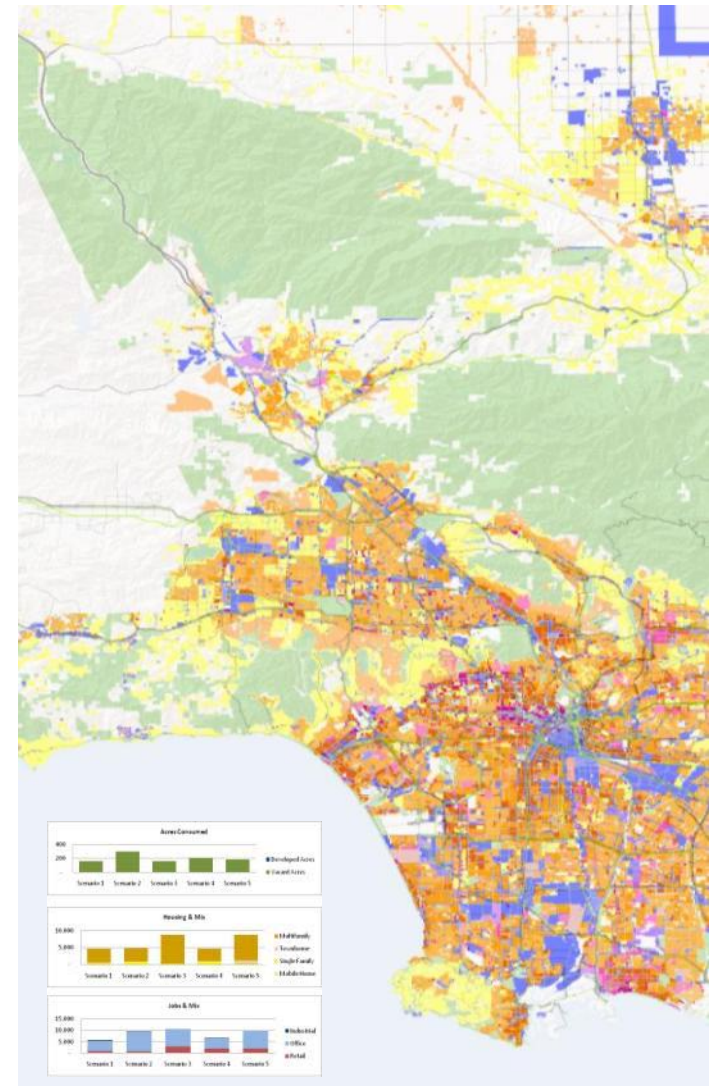 Acres Consumed
400
200
-
Developed Acres
Vacant Acres
Scenario 1 Scenario 2 Scenario 3 Scenario 4 Scenario 5
Housing & Mix
10,000
5,000
-
Multifamily
Townhome
Single Family
Mobile Home
Scenario 1 Scenario 2 Scenario 3 Scenario 4 Scenario 5
Jobs & Mix
15,000
10,000
5,000
-
Industrial
Office
Retail
Scenario 1 Scenario 2 Scenario 3 Scenario 4 Scenario 5